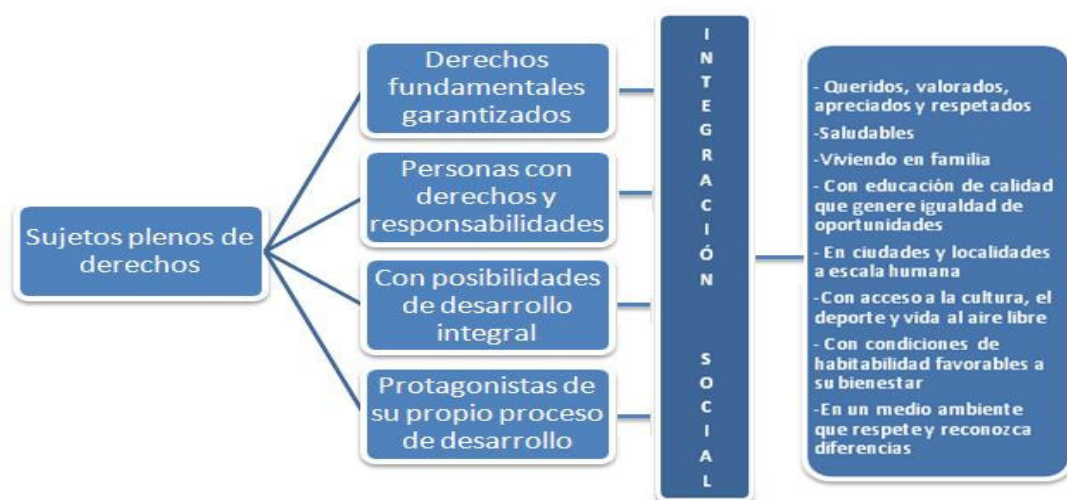 Sujetos plenos de
derechos
Derechos
fundamentales
garantizados
Personas con
derechos y
responsabilidades
Con posibilidades
de desarrollo
integral
Protagonistas de
su propio proceso
de desarrollo
INTEGRACIÓN SOCIAL
- Queridos, valorados,
apreciados y respetados
-Saludables
-Viviendo en familia
- Con educación de calidad
que genere igualdad de
oportunidades
- En ciudades y localidades
a escala humana
-Con acceso a la cultura, el
deporte y vida al aire libre
- Con condiciones de
habitabilidad favorables a
su bienestar
-En un medio ambiente
que respete y reconozca
diferencias